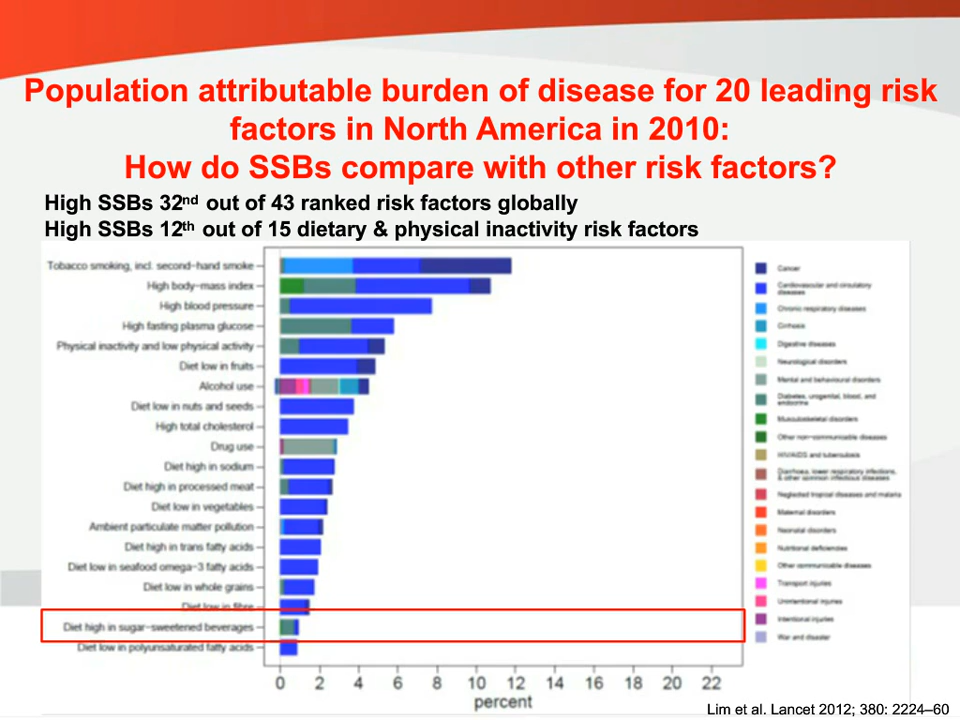 Population attributable burden of disease for 20 leading risk
factors in North America in 2010:
How do SSBs compare with other risk factors?
High SSBs 32nd out of 43 ranked risk factors globally
High SSBs 12th out of 15 dietary & physical inactivity risk factors
Tobacco smoking, incl. second-hand smoke
High body-mass index
High blood pressure
High fasting plasma glucose
Physical inactivity and low physical activity
Diet low in fruits
Alcohol use
Diet low in nuts and seeds
High total cholesterol
Drug use
Diet high in sodium
Diet high in processed meat
Diet low in vegetables
Ambient particulate matter pollution
Diet high in trans fatty acids
Diet low in seafood omega-3 fatty acids
Diet low in whole grains
Diet low in fibre
Diet high in sugar-sweetened beverages
Diet low in polyunsaturated fatty acids
0 2 4 6 8 10 12 14 16 18 20 22
percent
Cancer
Cardiovascular and circulatory
diseases
Chronic respiratory diseases
Cirrhosis
Digestive diseases
Neurological disorders
Mental and behavioural disorders
Diabetes, urogenital, blood, and
endocrine
Musculoskeletal disorders
Other non-communicable diseases
HIV/AIDS and tuberculosis
Diarrhoea, lower respiratory infections,
& other common infectious diseases
Neglected tropical diseases and malaria
Maternal disorders
Neonatal disorders
Nutritional deficiencies
Other communicable diseases
Transport injuries
Unintentional injuries
Intentional injuries
War and disaster
Lim et al. Lancet 2012; 380: 2224–60